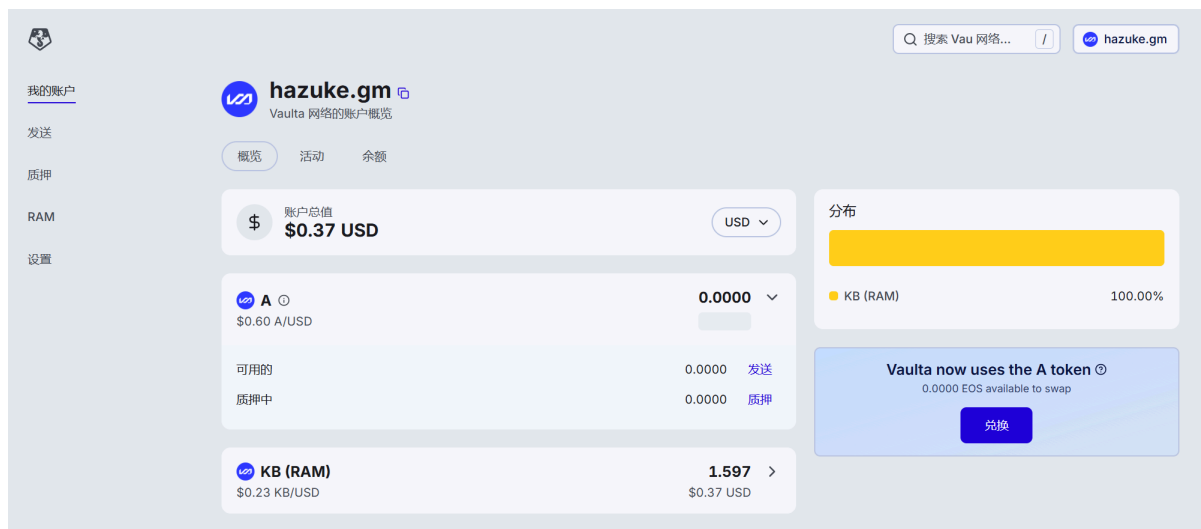 搜索 Vau 网络... /
hazuke.gm
我的账户
发送
质押
RAM
设置
hazuke.gm
Vaulta 网络的账户概览
概览 活动 余额
$ 账户总值
$0.37 USD
USD
A
0.0000
$0.60 A/USD
可用的 0.0000 发送
质押中 0.0000 质押
KB (RAM) 1.597
$0.23 KB/USD $0.37 USD
分布
KB (RAM) 100.00%
Vaulta now uses the A token
0.0000 EOS available to swap
兑换